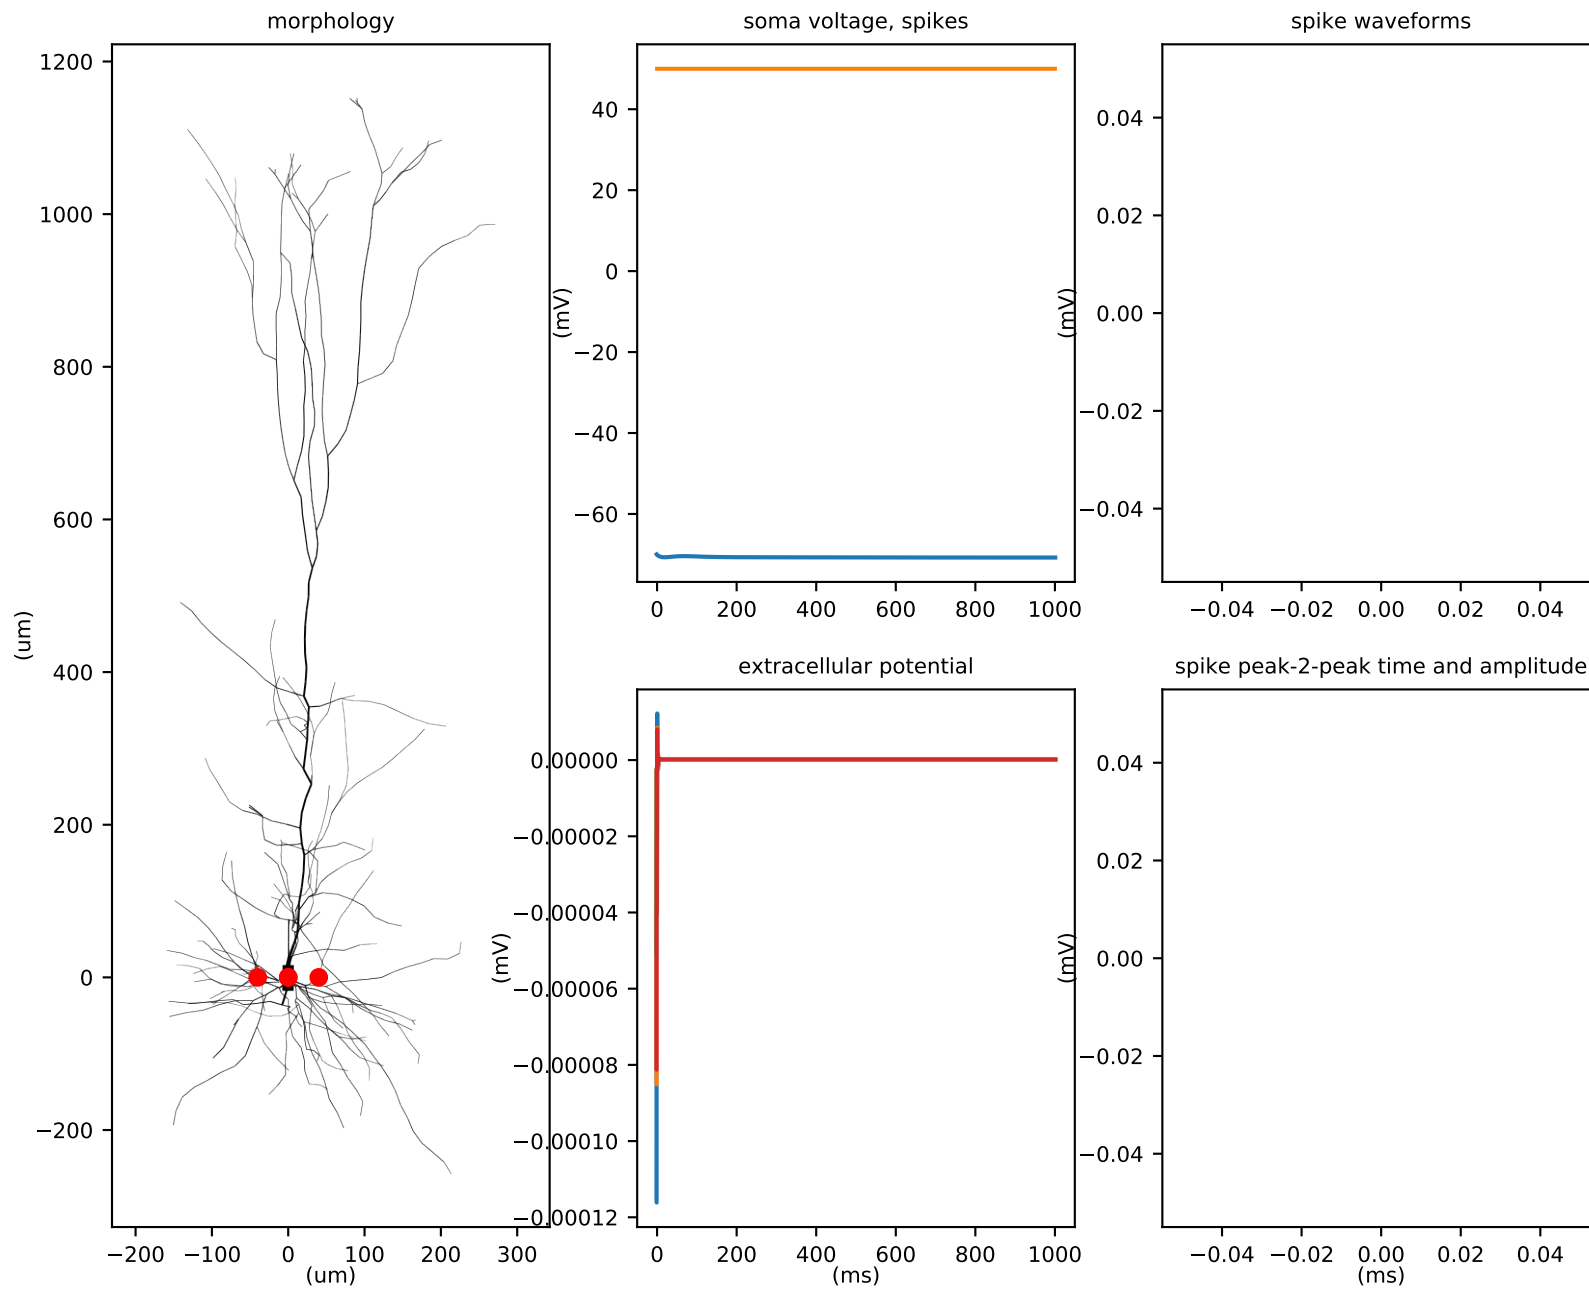 morphology
1200
1000
800
600
400
200
0
−200
(um)
−200 −100 0 100 200 300
(um)
soma voltage, spikes
40
20
0
−20
−40
−60
(mV)
0 200 400 600 800 1000
spike waveforms
0.04
0.02
0.00
−0.02
−0.04
(mV)
−0.04 −0.02 0.00 0.02 0.04
extracellular potential
0.00000
−0.00002
−0.00004
−0.00006
−0.00008
−0.00010
−0.00012
(mV)
0 200 400 600 800 1000
(ms)
spike peak-2-peak time and amplitude
0.04
0.02
0.00
−0.02
−0.04
(mV)
−0.04 −0.02 0.00 0.02 0.04
(ms)